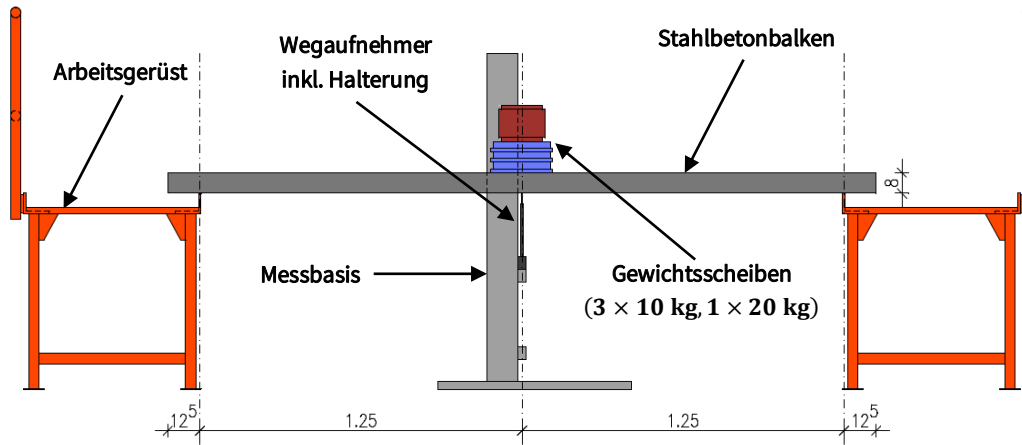 Wegaufnehmer
inkl. Halterung
Stahlbetonbalken
Arbeitsgerüst
8
Messbasis
Gewichtsscheiben
(3 × 10 kg, 1 × 20 kg)
12⁵
1.25
1.25
12⁵